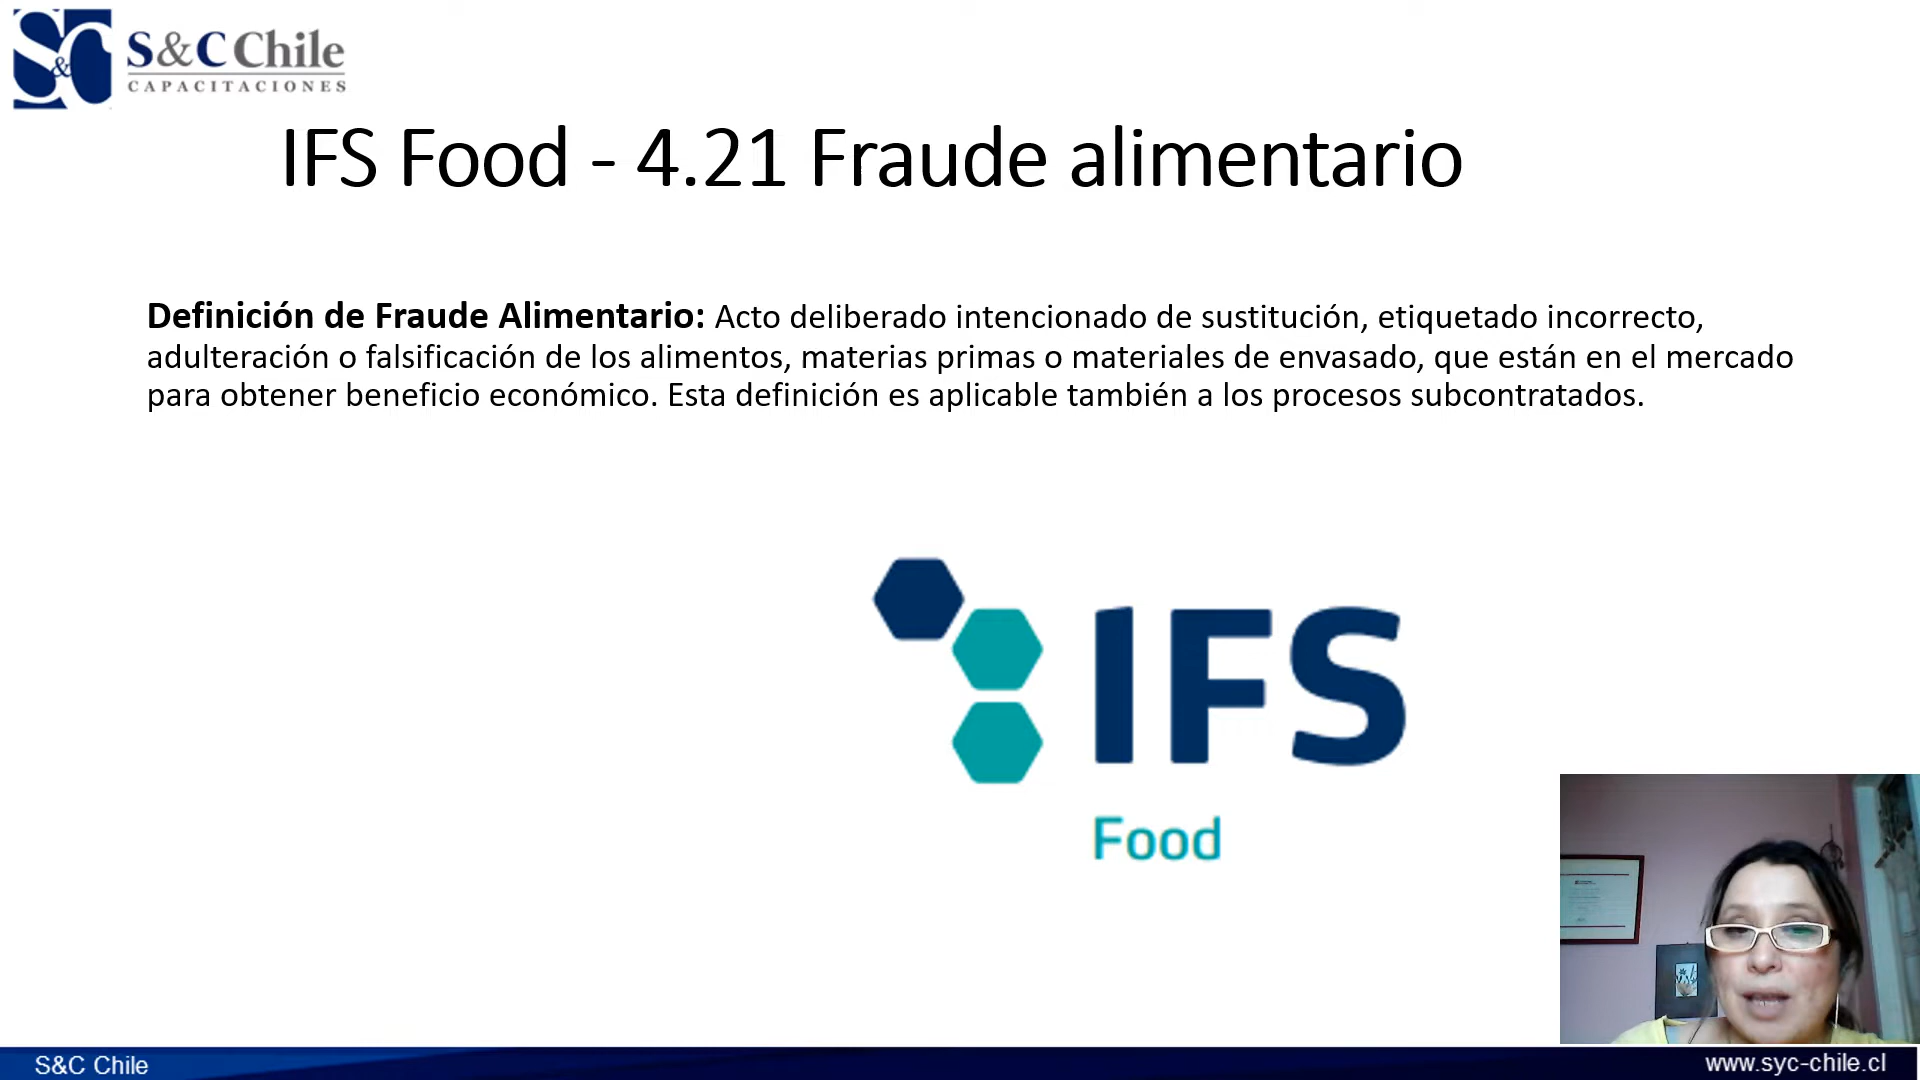 S&C
S&C Chile
CAPACITACIONES
IFS Food - 4.21 Fraude alimentario
Definición de Fraude Alimentario: Acto deliberado intencionado de sustitución, etiquetado incorrecto,
adulteración o falsificación de los alimentos, materias primas o materiales de envasado, que están en el mercado
para obtener beneficio económico. Esta definición es aplicable también a los procesos subcontratados.
IFS
Food
S&C Chile
www.syc-chile.cl